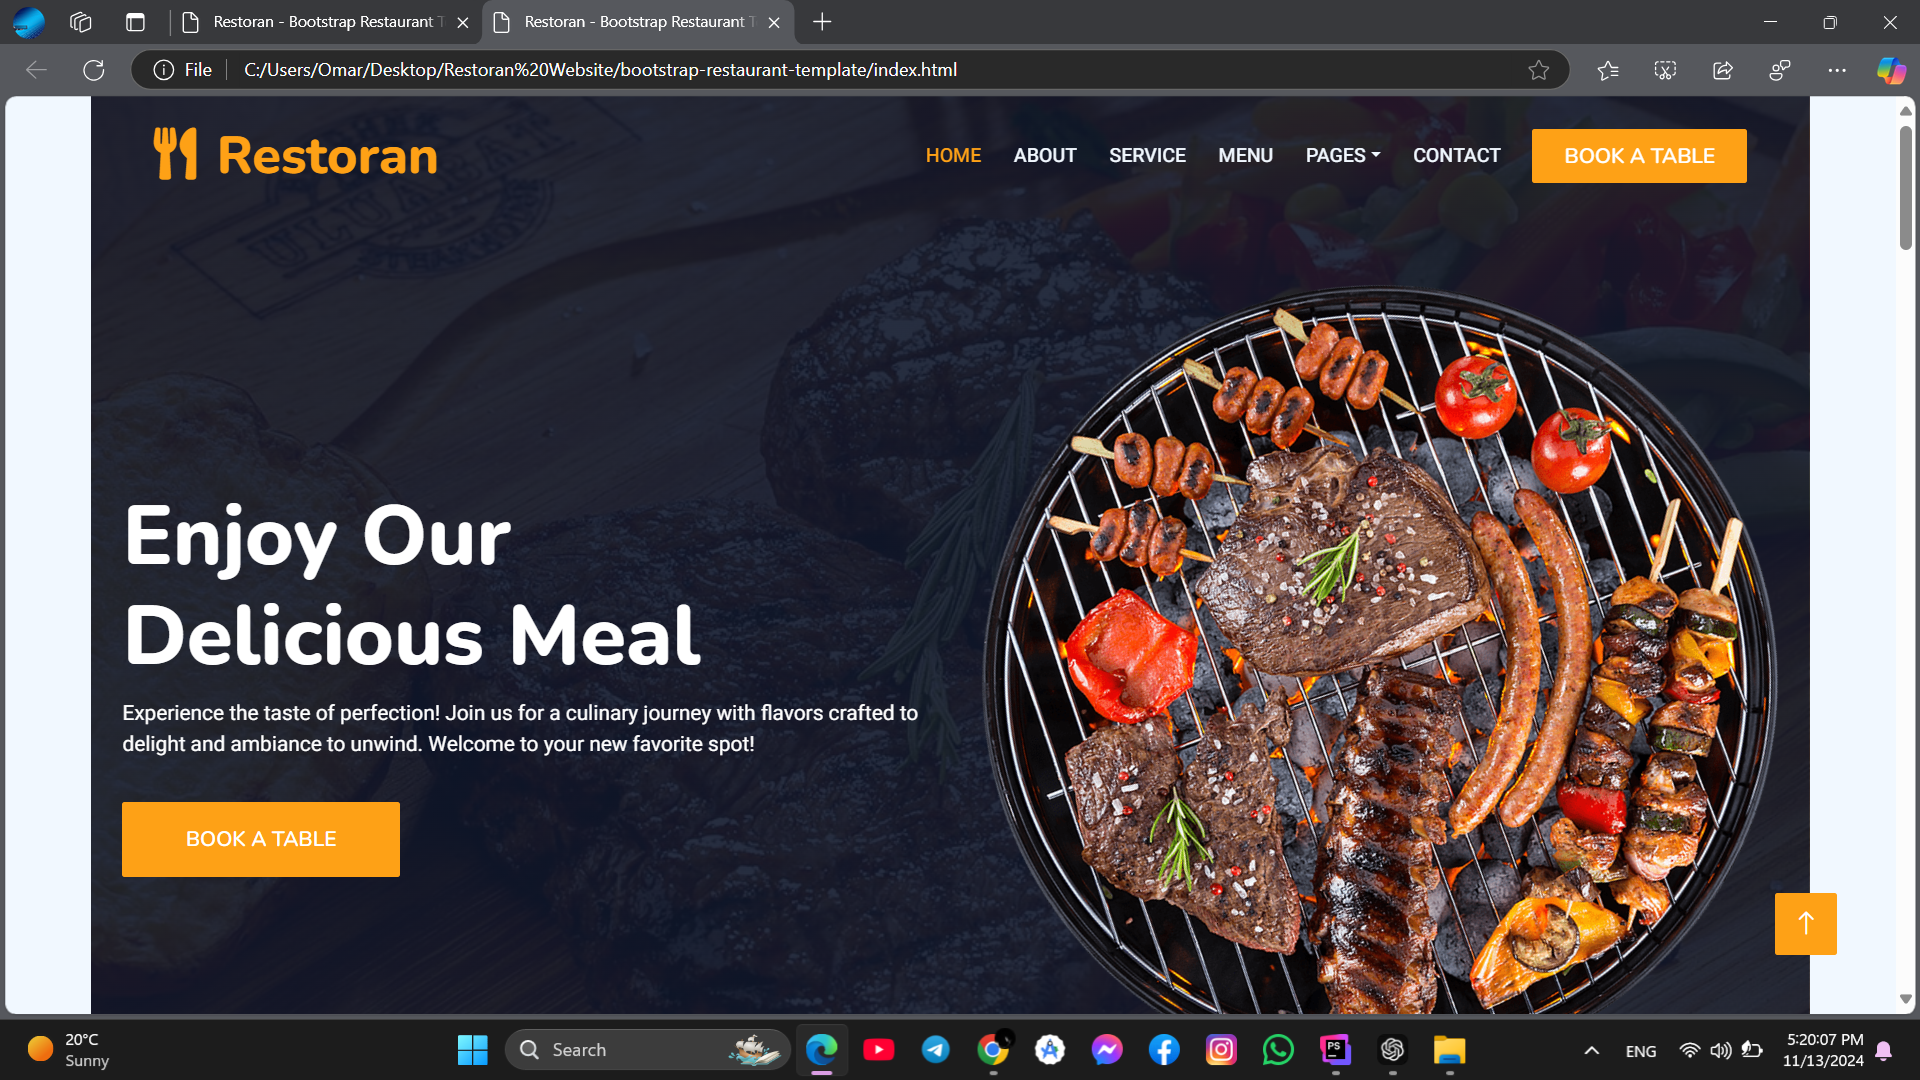 Restoran - Bootstrap Restaurant
Restoran - Bootstrap Restaurant
File
C:/Users/Omar/Desktop/Restoran%20Website/bootstrap-restaurant-template/index.html
Restoran
HOME
ABOUT
SERVICE
MENU
PAGES
CONTACT
BOOK A TABLE
Enjoy Our
Delicious Meal
Experience the taste of perfection! Join us for a culinary journey with flavors crafted to
delight and ambiance to unwind. Welcome to your new favorite spot!
BOOK A TABLE
20°C
Sunny
Search
PS
ENG
5:20:07 PM
11/13/2024